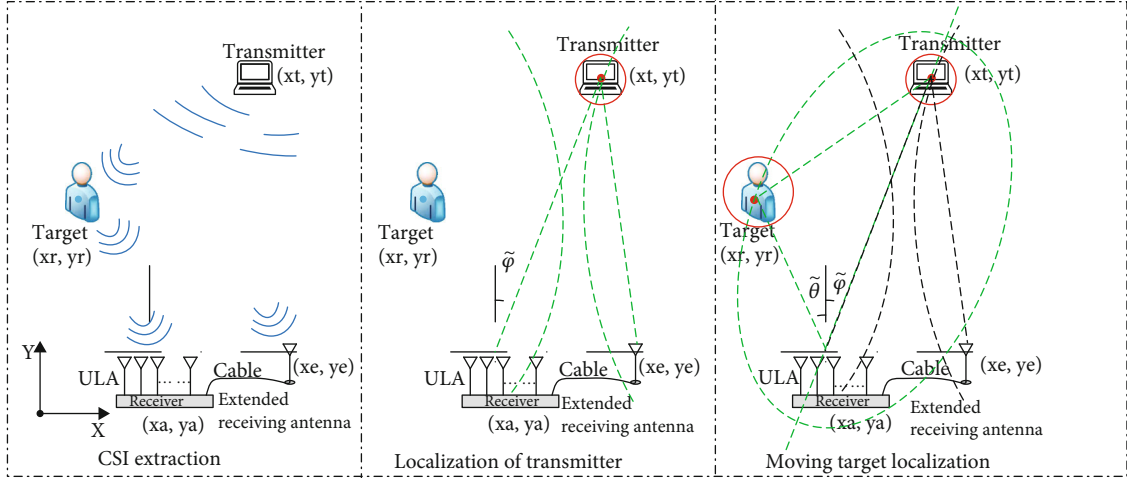 Transmitter
(xt, yt)
Target
(xr, yr)
Y
X
ULA
Cable
(xe, ye)
Receiver
Extended
receiving antenna
(xa, ya)
CSI extraction
Transmitter
(xt, yt)
Target
(xr, yr)
φ̃
ULA
Cable
(xe, ye)
Receiver
Extended
receiving antenna
(xa, ya)
Localization of transmitter
Transmitter
(xt, yt)
Target
(xr, yr)
θ̃ φ̃
ULA
Cable
(xe, ye)
Receiver
Extended
receiving antenna
(xa, ya)
Moving target localization